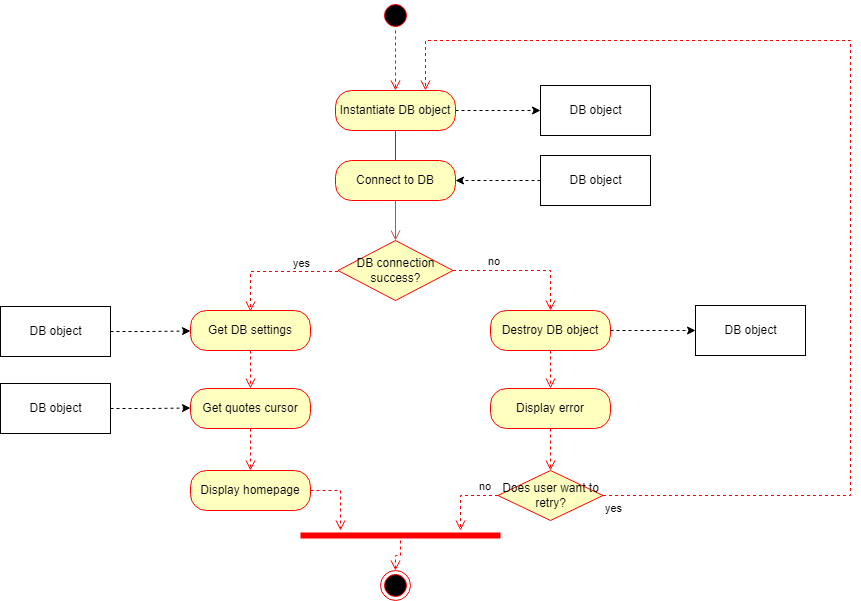 Instantiate DB object
DB object
Connect to DB
DB object
DB connection
success?
yes
no
DB object
Get DB settings
Destroy DB object
DB object
DB object
Get quotes cursor
Display error
Display homepage
no
Does user want to
retry?
yes